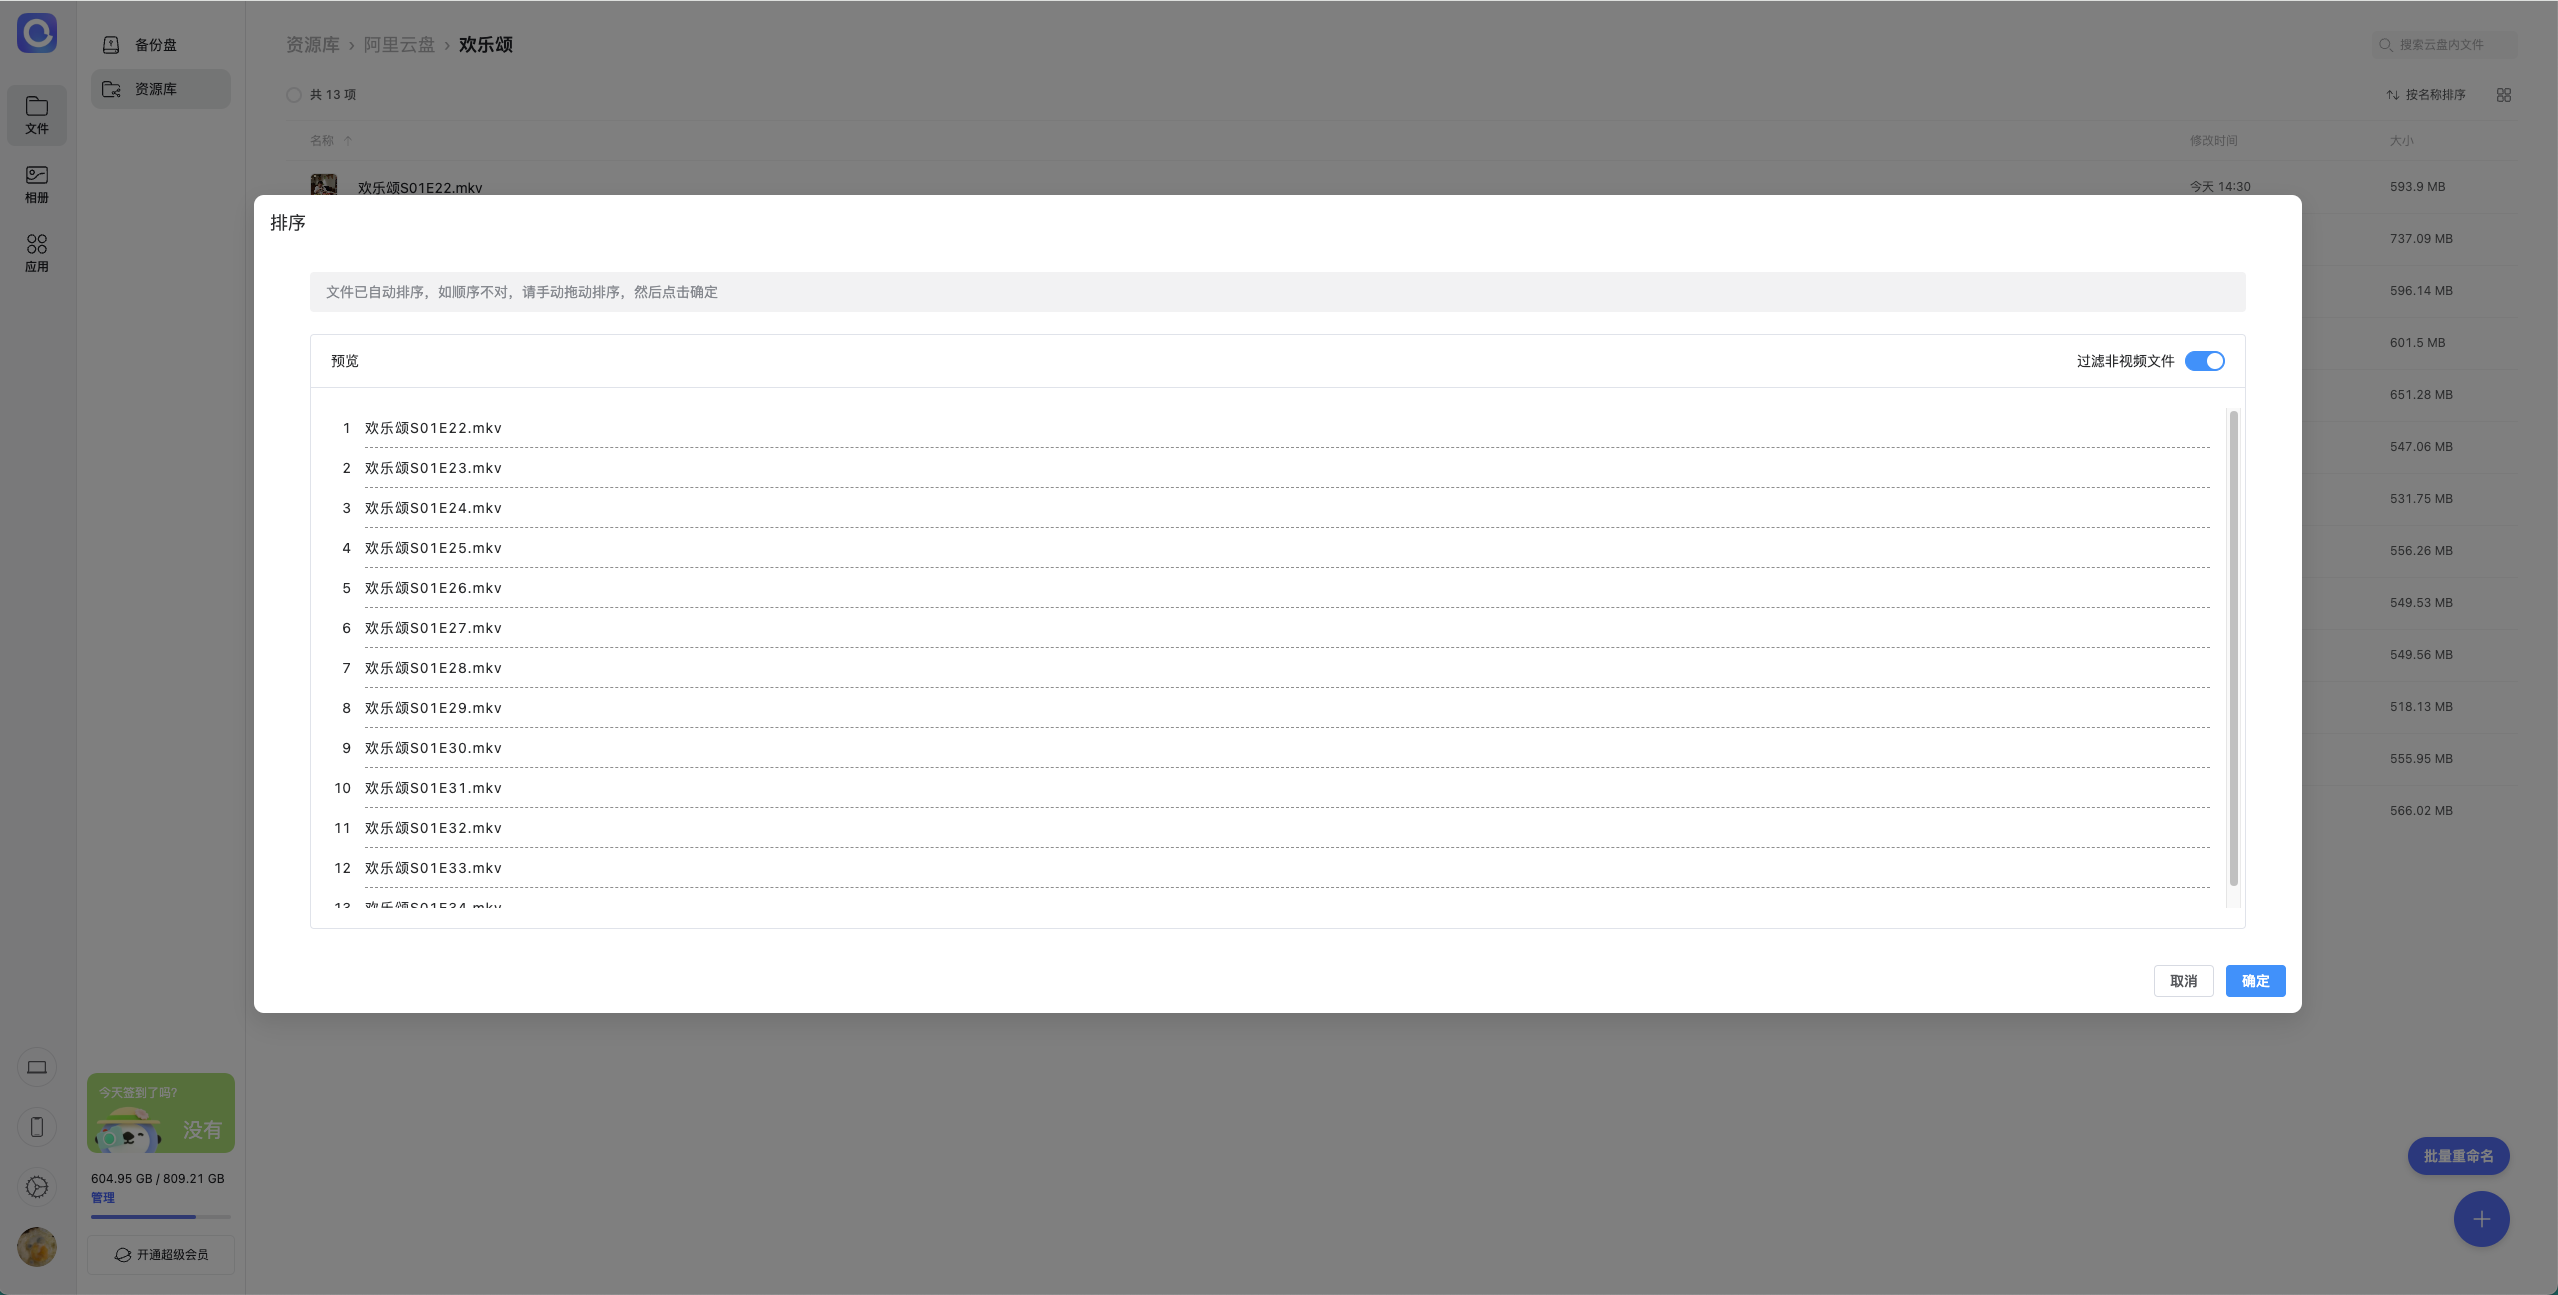 备份盘
资源库
文件
相册
应用
资源库 › 阿里云盘 › 欢乐颂
搜索云盘内文件
共 13 项
按名称排序
名称
修改时间
大小
欢乐颂S01E22.mkv
今天 14:30
593.9 MB
737.09 MB
596.14 MB
601.5 MB
651.28 MB
547.06 MB
531.75 MB
556.26 MB
549.53 MB
549.56 MB
518.13 MB
555.95 MB
566.02 MB
排序
文件已自动排序，如顺序不对，请手动拖动排序，然后点击确定
预览
过滤非视频文件
1 欢乐颂S01E22.mkv
2 欢乐颂S01E23.mkv
3 欢乐颂S01E24.mkv
4 欢乐颂S01E25.mkv
5 欢乐颂S01E26.mkv
6 欢乐颂S01E27.mkv
7 欢乐颂S01E28.mkv
8 欢乐颂S01E29.mkv
9 欢乐颂S01E30.mkv
10 欢乐颂S01E31.mkv
11 欢乐颂S01E32.mkv
12 欢乐颂S01E33.mkv
13 欢乐颂S01E34.mkv
取消
确定
今天签到了吗?
没有
604.95 GB / 809.21 GB
管理
开通超级会员
批量重命名